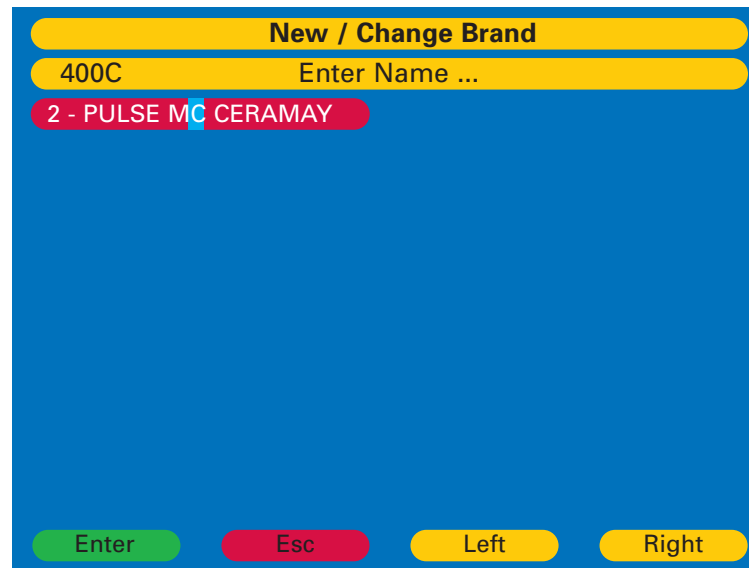 New / Change Brand
400C Enter Name ...
2 - PULSE MC CERAMAY
Enter Esc Left Right